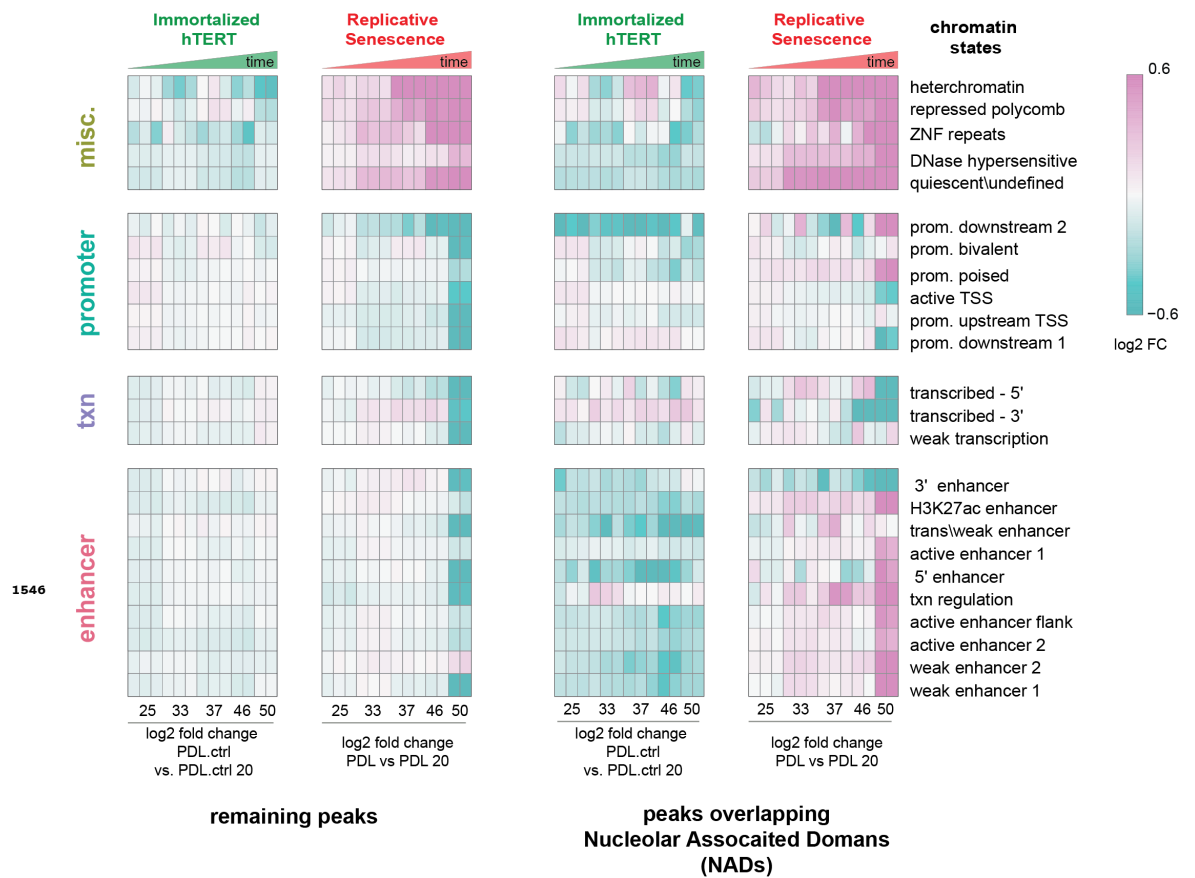 Immortalized
hTERT
Replicative
Senescence
Immortalized
hTERT
Replicative
Senescence
chromatin
states
time
time
time
time
0.6
−0.6
log2 FC
misc.
heterchromatin
repressed polycomb
ZNF repeats
DNase hypersensitive
quiescent\undefined
promoter
prom. downstream 2
prom. bivalent
prom. poised
active TSS
prom. upstream TSS
prom. downstream 1
txn
transcribed - 5'
transcribed - 3'
weak transcription
1546
enhancer
3' enhancer
H3K27ac enhancer
trans\weak enhancer
active enhancer 1
5' enhancer
txn regulation
active enhancer flank
active enhancer 2
weak enhancer 2
weak enhancer 1
25 33 37 46 50
25 33 37 46 50
25 33 37 46 50
25 33 37 46 50
log2 fold change
PDL.ctrl
vs. PDL.ctrl 20
log2 fold change
PDL vs PDL 20
log2 fold change
PDL.ctrl
vs. PDL.ctrl 20
log2 fold change
PDL vs PDL 20
remaining peaks
peaks overlapping
Nucleolar Assocaited Domans
(NADs)